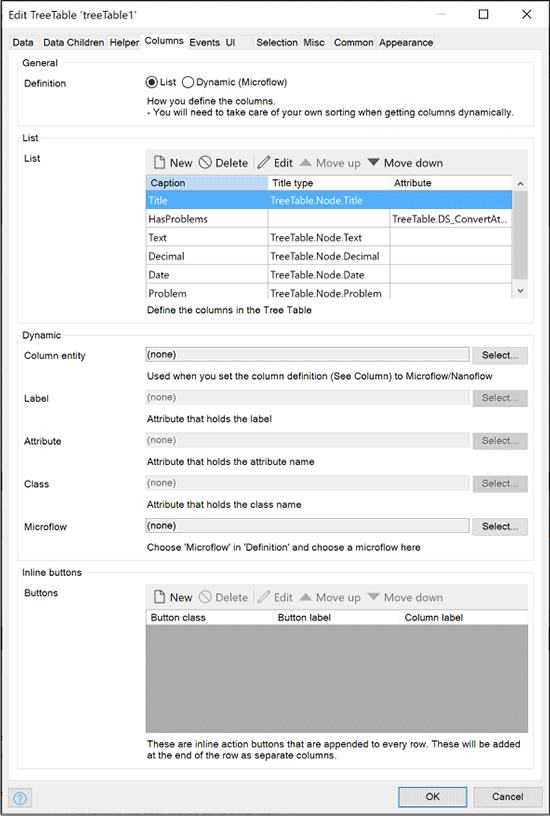 Edit TreeTable 'treeTable1'
Data Data Children Helper Columns Events UI Selection Misc Common Appearance
General
Definition List Dynamic (Microflow)
How you define the columns.
- You will need to take care of your own sorting when getting columns dynamically.
List
List New Delete Edit Move up Move down
Caption Title type Attribute
Title TreeTable.Node.Title
HasProblems TreeTable.DS_ConvertAt...
Text TreeTable.Node.Text
Decimal TreeTable.Node.Decimal
Date TreeTable.Node.Date
Problem TreeTable.Node.Problem
Define the columns in the Tree Table
Dynamic
Column entity (none) Select...
Used when you set the column definition (See Column) to Microflow/Nanoflow
Label (none) Select...
Attribute that holds the label
Attribute (none) Select...
Attribute that holds the attribute name
Class (none) Select...
Attribute that holds the class name
Microflow (none) Select...
Choose 'Microflow' in 'Definition' and choose a microflow here
Inline buttons
Buttons New Delete Edit Move up Move down
Button class Button label Column label
These are inline action buttons that are appended to every row. These will be added
at the end of the row as separate columns.
? OK Cancel